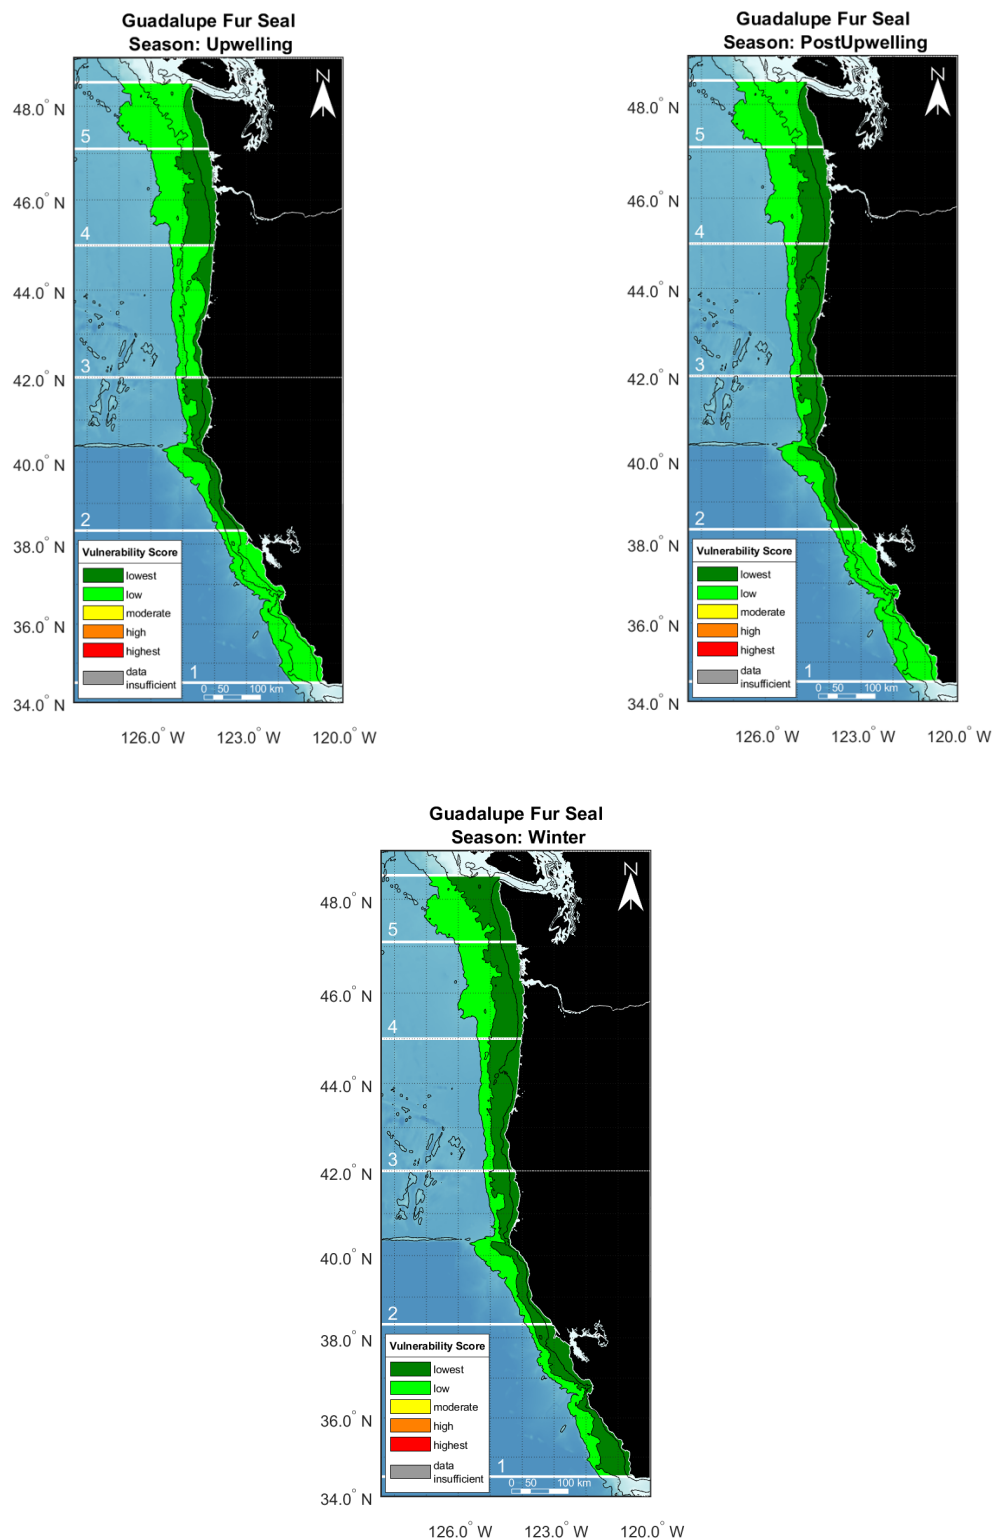 Guadalupe Fur Seal
Season: Upwelling
N
48.0° N
5
46.0° N
4
44.0° N
3
42.0° N
40.0° N
2
38.0° N
Vulnerability Score
lowest
low
moderate
high
highest
data
insufficient
36.0° N
1
0 50 100 km
34.0° N
126.0° W 123.0° W 120.0° W
Guadalupe Fur Seal
Season: PostUpwelling
N
48.0° N
5
46.0° N
4
44.0° N
3
42.0° N
40.0° N
2
38.0° N
Vulnerability Score
lowest
low
moderate
high
highest
data
insufficient
36.0° N
1
0 50 100 km
34.0° N
126.0° W 123.0° W 120.0° W
Guadalupe Fur Seal
Season: Winter
N
48.0° N
5
46.0° N
4
44.0° N
3
42.0° N
40.0° N
2
38.0° N
Vulnerability Score
lowest
low
moderate
high
highest
data
insufficient
36.0° N
1
0 50 100 km
34.0° N
126.0° W 123.0° W 120.0° W